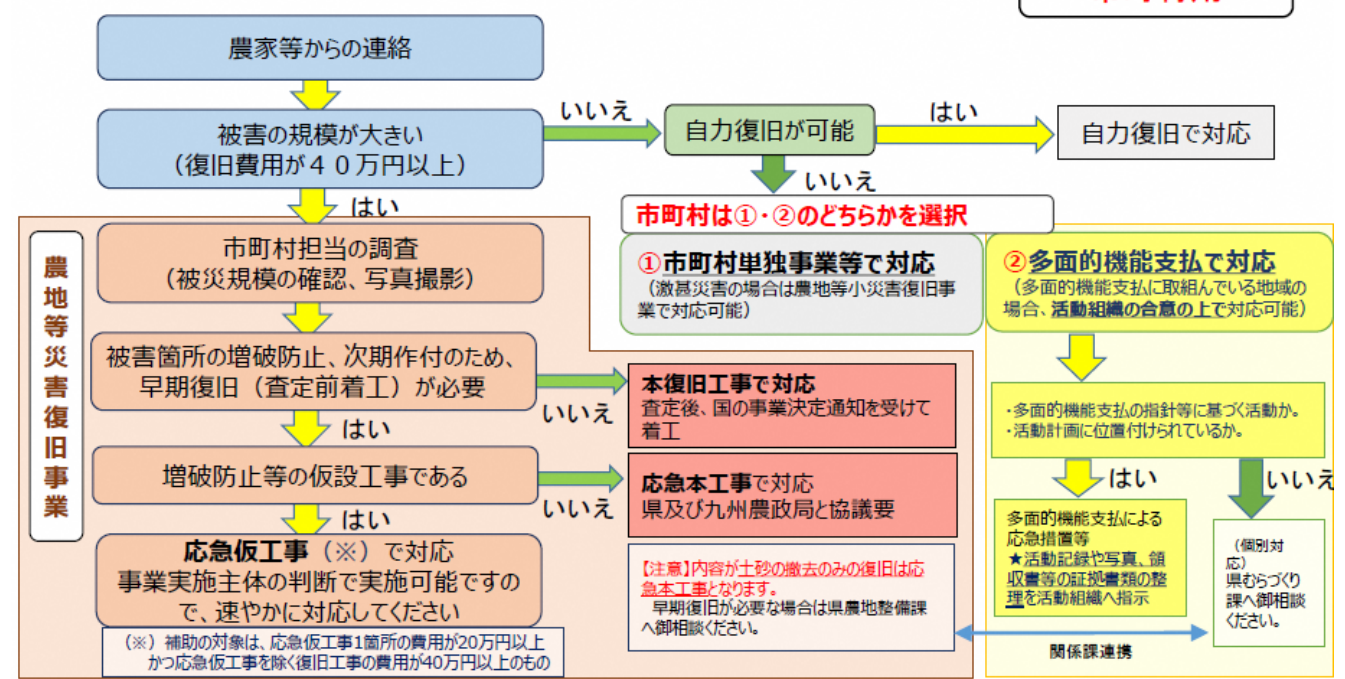 農家等からの連絡
被害の規模が大きい
（復旧費用が４０万円以上）
いいえ
自力復旧が可能
はい
自力復旧で対応
いいえ
はい
市町村は①・②のどちらかを選択
①市町村単独事業等で対応
（激甚災害の場合は農地等小災害復旧事
業で対応可能）
②多面的機能支払で対応
（多面的機能支払に取組んでいる地域の
場合、活動組織の合意の上で対応可能）
農地等災害復旧事業
市町村担当の調査
（被災規模の確認、写真撮影）
被害箇所の増破防止、次期作付のため、
早期復旧（査定前着工）が必要
いいえ
本復旧工事で対応
査定後、国の事業決定通知を受けて
着工
はい
増破防止等の仮設工事である
いいえ
応急本工事で対応
県及び九州農政局と協議要
はい
応急仮工事（※）で対応
事業実施主体の判断で実施可能ですの
で、速やかに対応してください
（※）補助の対象は、応急仮工事1箇所の費用が20万円以上
かつ応急仮工事を除く復旧工事の費用が40万円以上のもの
【注意】内容が土砂の撤去のみの復旧は応
急本工事となります。
早期復旧が必要な場合は県農地整備課
へ御相談ください。
・多面的機能支払の指針等に基づく活動か。
・活動計画に位置付けられているか。
はい
いいえ
多面的機能支払による
応急措置等
★活動記録や写真、領
収書等の証拠書類の整
理を活動組織へ指示
（個別対
応）
県むらづくり
課へ御相談
ください。
関係課連携